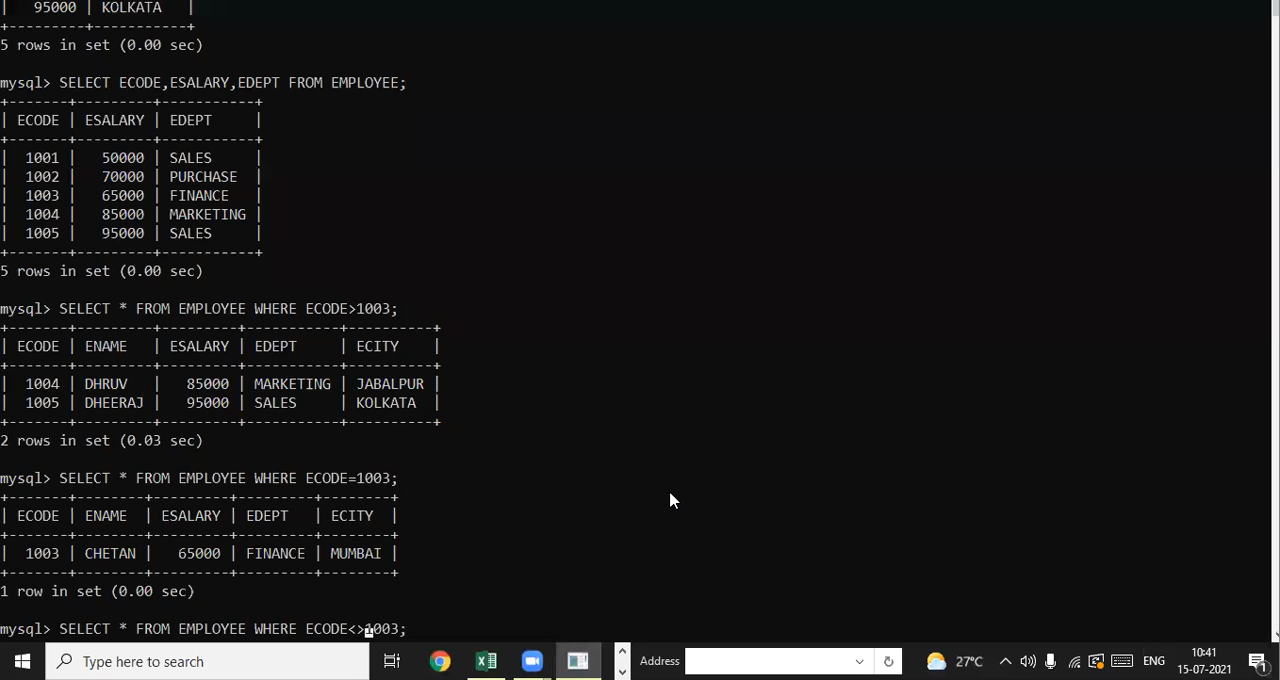 | 95000 | KOLKATA |
+---------+----------+
5 rows in set (0.00 sec)
mysql> SELECT ECODE,ESALARY,EDEPT FROM EMPLOYEE;
+-------+---------+-----------+
| ECODE | ESALARY | EDEPT |
+-------+---------+-----------+
| 1001 | 50000 | SALES |
| 1002 | 70000 | PURCHASE |
| 1003 | 65000 | FINANCE |
| 1004 | 85000 | MARKETING |
| 1005 | 95000 | SALES |
+-------+---------+-----------+
5 rows in set (0.00 sec)
mysql> SELECT * FROM EMPLOYEE WHERE ECODE>1003;
+-------+---------+---------+-----------+----------+
| ECODE | ENAME | ESALARY | EDEPT | ECITY |
+-------+---------+---------+-----------+----------+
| 1004 | DHRUV | 85000 | MARKETING | JABALPUR |
| 1005 | DHEERAJ | 95000 | SALES | KOLKATA |
+-------+---------+---------+-----------+----------+
2 rows in set (0.03 sec)
mysql> SELECT * FROM EMPLOYEE WHERE ECODE=1003;
+-------+--------+---------+---------+--------+
| ECODE | ENAME | ESALARY | EDEPT | ECITY |
+-------+--------+---------+---------+--------+
| 1003 | CHETAN | 65000 | FINANCE | MUMBAI |
+-------+--------+---------+---------+--------+
1 row in set (0.00 sec)
mysql> SELECT * FROM EMPLOYEE WHERE ECODE<>1003;
Type here to search
Address
27°C
ENG
10:41
15-07-2021
1